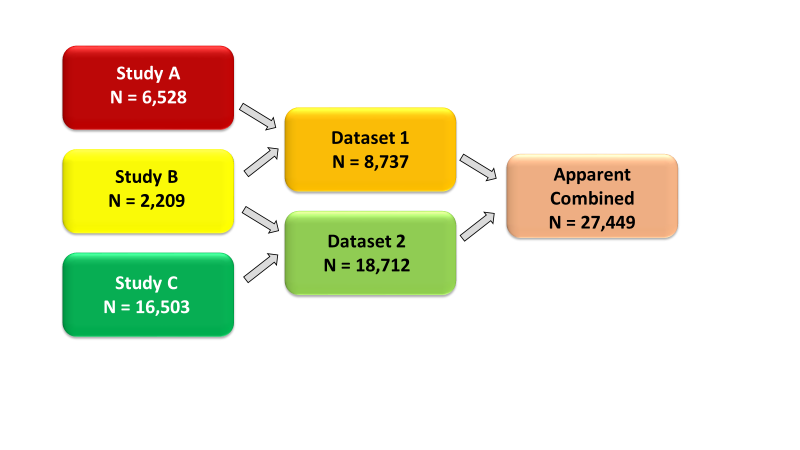 Study A
N = 6,528
Study B
N = 2,209
Study C
N = 16,503
Dataset 1
N = 8,737
Dataset 2
N = 18,712
Apparent
Combined
N = 27,449